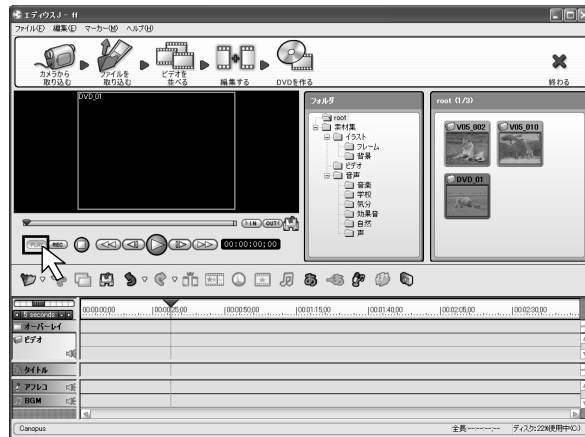 エディウスJ - ff
ファイル(F) 編集(E) マーカー(M) ヘルプ(H)
カメラから
取り込む
ファイルを
取り込む
ビデオを
並べる
編集する
DVDを作る
終わる
DVD_01
フォルダ
root
素材集
イラスト
フレーム
背景
ビデオ
音声
音楽
学校
気分
効果音
自然
声
root (1/3)
V05_002
V05_010
DVD_01
IN OUT
REC
00:00:00;00
5 seconds
00:00:00;00 00:00:25;00 00:00:50;00 00:01:15;00 00:01:40;00 00:02:05;00 00:02:30;00
オーバーレイ
ビデオ
タイトル
アフレコ
BGM
Canopus
全長--:--:--;--
ディスク:22%使用中(C:)